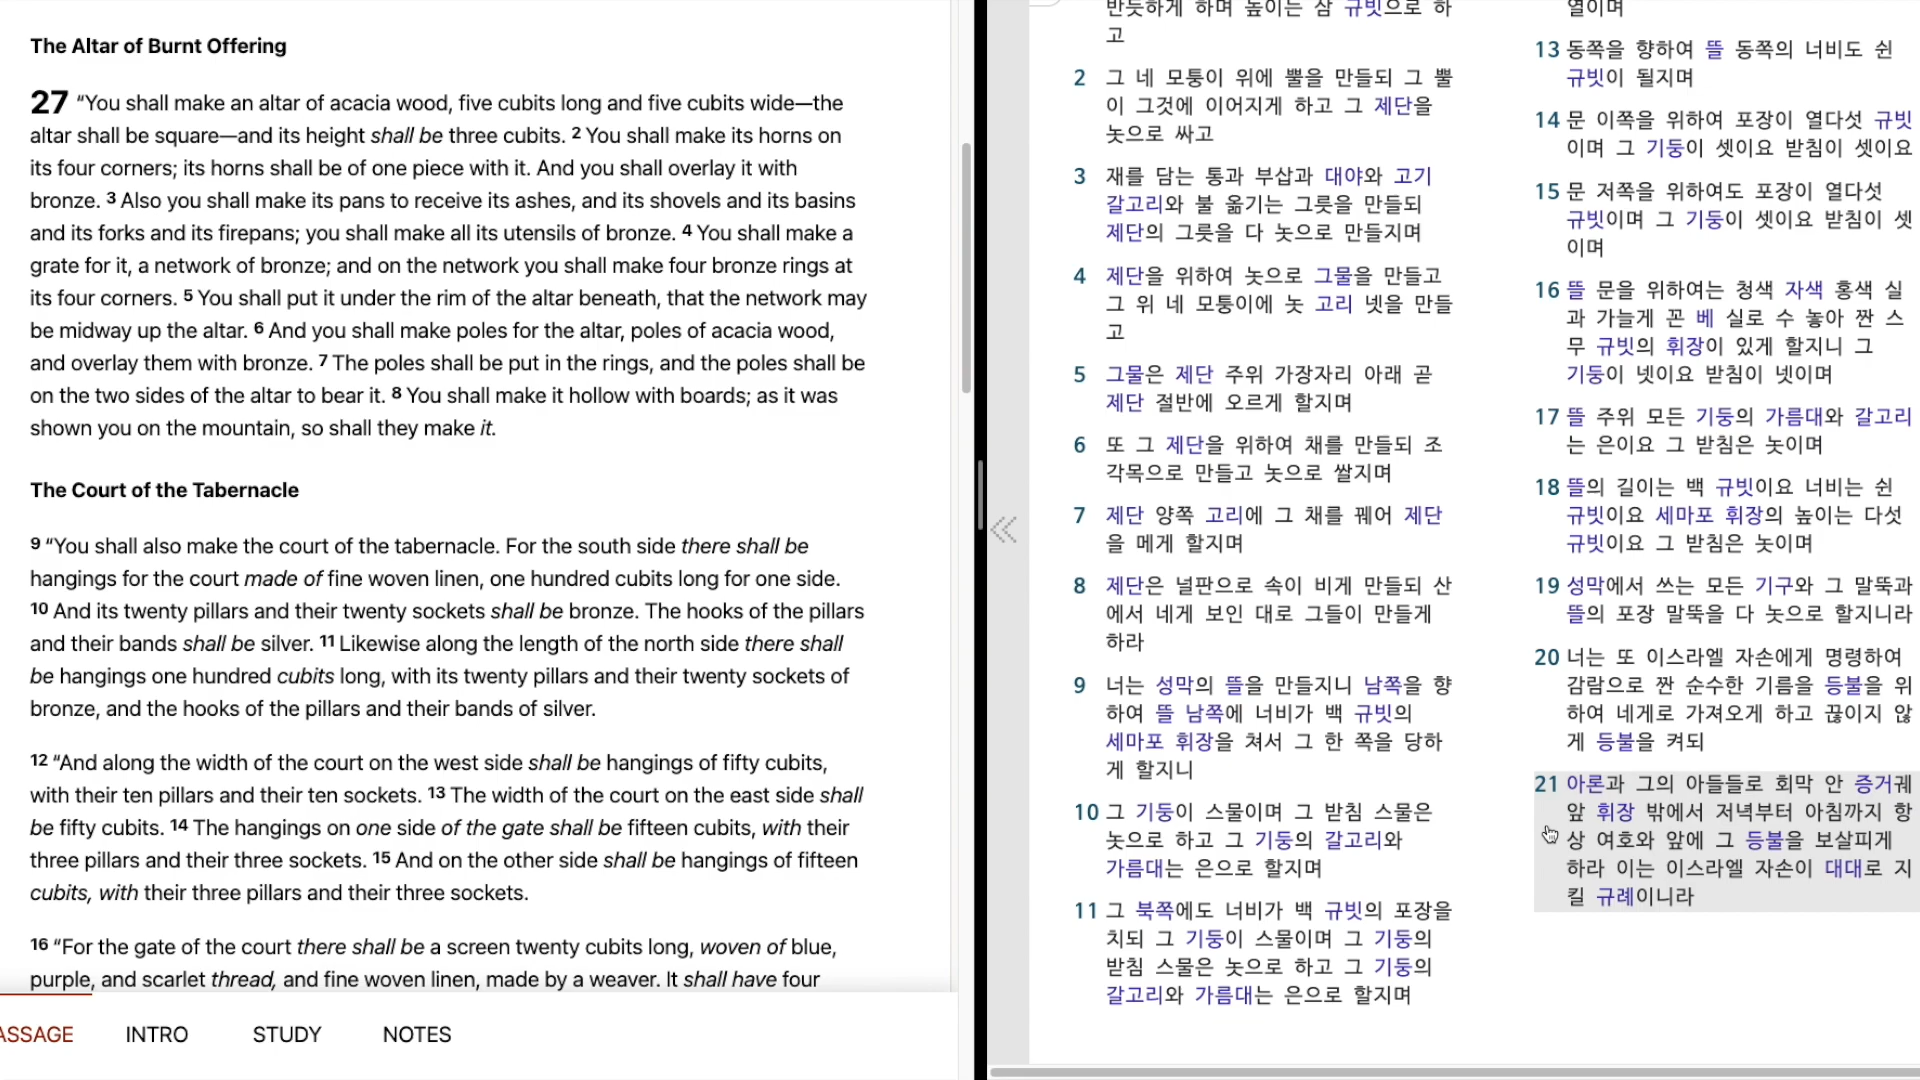 The Altar of Burnt Offering
27 “You shall make an altar of acacia wood, five cubits long and five cubits wide—the
altar shall be square—and its height shall be three cubits. 2 You shall make its horns on
its four corners; its horns shall be of one piece with it. And you shall overlay it with
bronze. 3 Also you shall make its pans to receive its ashes, and its shovels and its basins
and its forks and its firepans; you shall make all its utensils of bronze. 4 You shall make a
grate for it, a network of bronze; and on the network you shall make four bronze rings at
its four corners. 5 You shall put it under the rim of the altar beneath, that the network may
be midway up the altar. 6 And you shall make poles for the altar, poles of acacia wood,
and overlay them with bronze. 7 The poles shall be put in the rings, and the poles shall be
on the two sides of the altar to bear it. 8 You shall make it hollow with boards; as it was
shown you on the mountain, so shall they make it.
The Court of the Tabernacle
9 “You shall also make the court of the tabernacle. For the south side there shall be
hangings for the court made of fine woven linen, one hundred cubits long for one side.
10 And its twenty pillars and their twenty sockets shall be bronze. The hooks of the pillars
and their bands shall be silver. 11 Likewise along the length of the north side there shall
be hangings one hundred cubits long, with its twenty pillars and their twenty sockets of
bronze, and the hooks of the pillars and their bands of silver.
12 “And along the width of the court on the west side shall be hangings of fifty cubits,
with their ten pillars and their ten sockets. 13 The width of the court on the east side shall
be fifty cubits. 14 The hangings on one side of the gate shall be fifteen cubits, with their
three pillars and their three sockets. 15 And on the other side shall be hangings of fifteen
cubits, with their three pillars and their three sockets.
16 “For the gate of the court there shall be a screen twenty cubits long, woven of blue,
purple, and scarlet thread, and fine woven linen, made by a weaver. It shall have four
ASSAGE INTRO STUDY NOTES
반듯하게 하며 높이는 삼 규빗으로 하
고
2 그 네 모퉁이 위에 뿔을 만들되 그 뿔
이 그것에 이어지게 하고 그 제단을
놋으로 싸고
3 재를 담는 통과 부삽과 대야와 고기
갈고리와 불 옮기는 그릇을 만들되
제단의 그릇을 다 놋으로 만들지며
4 제단을 위하여 놋으로 그물을 만들고
그 위 네 모퉁이에 놋 고리 넷을 만들
고
5 그물은 제단 주위 가장자리 아래 곧
제단 절반에 오르게 할지며
6 또 그 제단을 위하여 채를 만들되 조
각목으로 만들고 놋으로 쌀지며
7 제단 양쪽 고리에 그 채를 꿰어 제단
을 메게 할지며
8 제단은 널판으로 속이 비게 만들되 산
에서 네게 보인 대로 그들이 만들게
하라
9 너는 성막의 뜰을 만들지니 남쪽을 향
하여 뜰 남쪽에 너비가 백 규빗의
세마포 휘장을 쳐서 그 한 쪽을 당하
게 할지니
10 그 기둥이 스물이며 그 받침 스물은
놋으로 하고 그 기둥의 갈고리와
가름대는 은으로 할지며
11 그 북쪽에도 너비가 백 규빗의 포장을
치되 그 기둥이 스물이며 그 기둥의
받침 스물은 놋으로 하고 그 기둥의
갈고리와 가름대는 은으로 할지며
열이며
13 동쪽을 향하여 뜰 동쪽의 너비도 쉰
규빗이 될지며
14 문 이쪽을 위하여 포장이 열다섯 규빗
이며 그 기둥이 셋이요 받침이 셋이요
15 문 저쪽을 위하여도 포장이 열다섯
규빗이며 그 기둥이 셋이요 받침이 셋
이며
16 뜰 문을 위하여는 청색 자색 홍색 실
과 가늘게 꼰 베 실로 수 놓아 짠 스
무 규빗의 휘장이 있게 할지니 그
기둥이 넷이요 받침이 넷이며
17 뜰 주위 모든 기둥의 가름대와 갈고리
는 은이요 그 받침은 놋이며
18 뜰의 길이는 백 규빗이요 너비는 쉰
규빗이요 세마포 휘장의 높이는 다섯
규빗이요 그 받침은 놋이며
19 성막에서 쓰는 모든 기구와 그 말뚝과
뜰의 포장 말뚝을 다 놋으로 할지니라
20 너는 또 이스라엘 자손에게 명령하여
감람으로 짠 순수한 기름을 등불을 위
하여 네게로 가져오게 하고 끊이지 않
게 등불을 켜되
21 아론과 그의 아들들로 회막 안 증거궤
앞 휘장 밖에서 저녁부터 아침까지 항
상 여호와 앞에 그 등불을 보살피게
하라 이는 이스라엘 자손이 대대로 지
킬 규례이니라